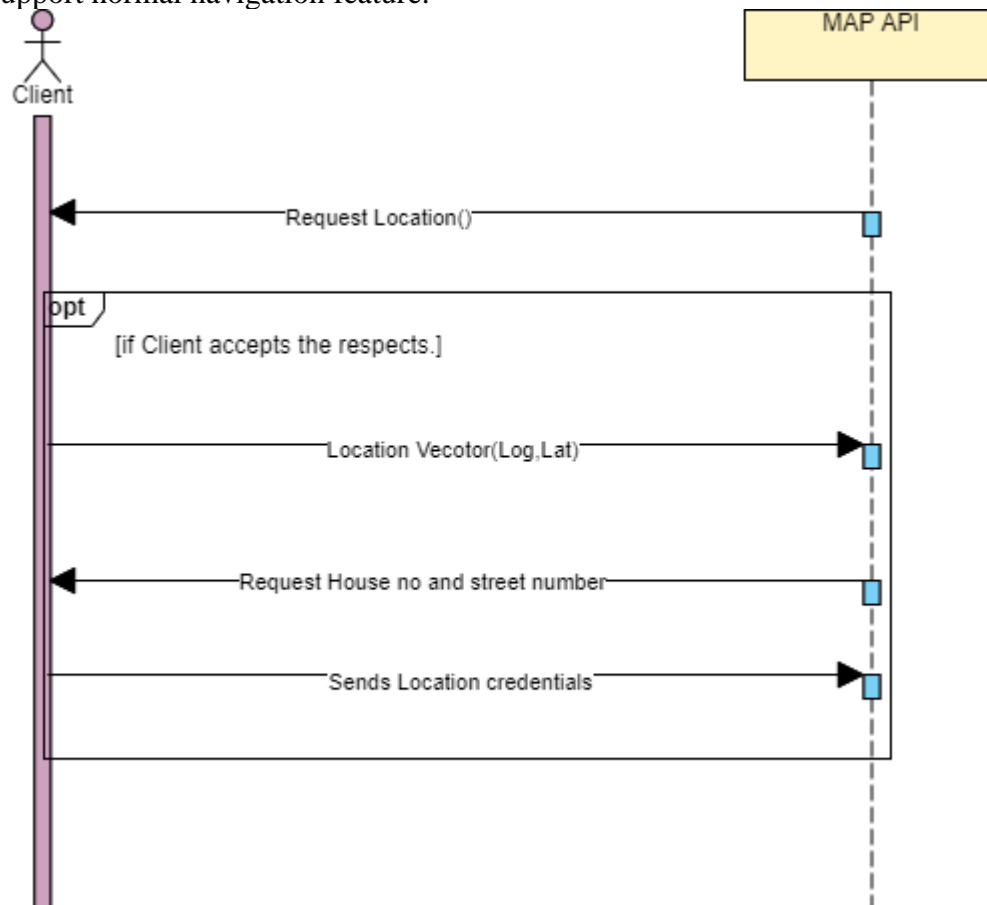 upport normal navigation feature.
MAP API
Client
Request Location()
opt
[if Client accepts the respects.]
Location Vecotor(Log,Lat)
Request House no and street number
Sends Location credentials